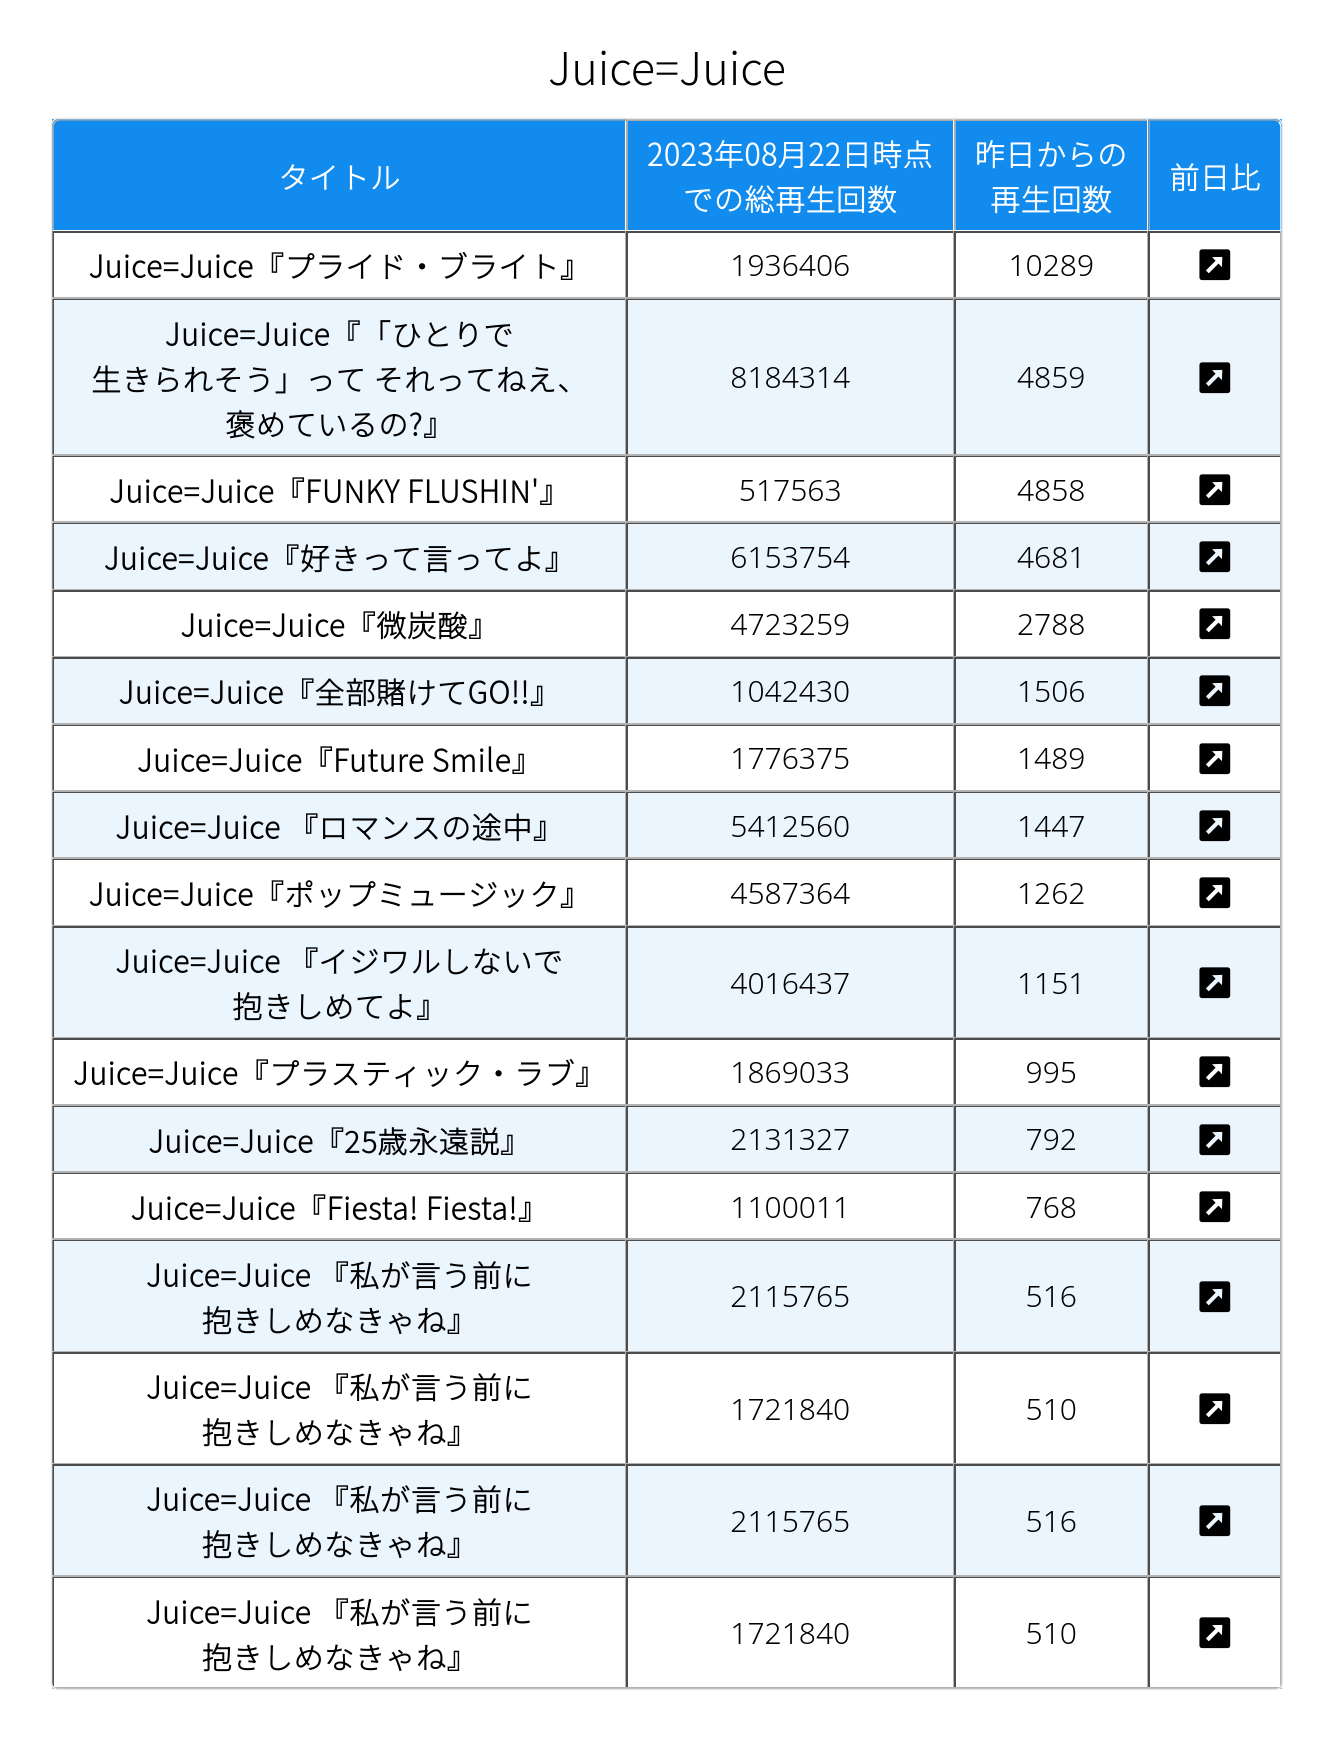 Juice=Juice
タイトル
2023年08月22日時点
での総再生回数
昨日からの
再生回数
前日比
Juice=Juice『プライド・ブライト』 1936406 10289 ↗
Juice=Juice『「ひとりで
生きられそう」って それってねえ、
褒めているの?』
8184314 4859 ↗
Juice=Juice『FUNKY FLUSHIN'』 517563 4858 ↗
Juice=Juice『好きって言ってよ』 6153754 4681 ↗
Juice=Juice『微炭酸』 4723259 2788 ↗
Juice=Juice『全部賭けてGO!!』 1042430 1506 ↗
Juice=Juice『Future Smile』 1776375 1489 ↗
Juice=Juice 『ロマンスの途中』 5412560 1447 ↗
Juice=Juice『ポップミュージック』 4587364 1262 ↗
Juice=Juice 『イジワルしないで
抱きしめてよ』
4016437 1151 ↗
Juice=Juice『プラスティック・ラブ』 1869033 995 ↗
Juice=Juice『25歳永遠説』 2131327 792 ↗
Juice=Juice『Fiesta! Fiesta!』 1100011 768 ↗
Juice=Juice 『私が言う前に
抱きしめなきゃね』
2115765 516 ↗
Juice=Juice 『私が言う前に
抱きしめなきゃね』
1721840 510 ↗
Juice=Juice 『私が言う前に
抱きしめなきゃね』
2115765 516 ↗
Juice=Juice 『私が言う前に
抱きしめなきゃね』
1721840 510 ↗